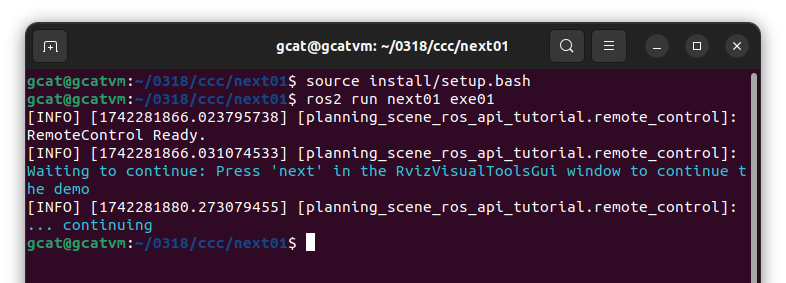 gcat@gcatvm: ~/0318/ccc/next01
gcat@gcatvm:~/0318/ccc/next01$ source install/setup.bash
gcat@gcatvm:~/0318/ccc/next01$ ros2 run next01 exe01
[INFO] [1742281866.023795738] [planning_scene_ros_api_tutorial.remote_control]:
RemoteControl Ready.
[INFO] [1742281866.031074533] [planning_scene_ros_api_tutorial.remote_control]:
Waiting to continue: Press 'next' in the RvizVisualToolsGui window to continue t
he demo
[INFO] [1742281880.273079455] [planning_scene_ros_api_tutorial.remote_control]:
... continuing
gcat@gcatvm:~/0318/ccc/next01$